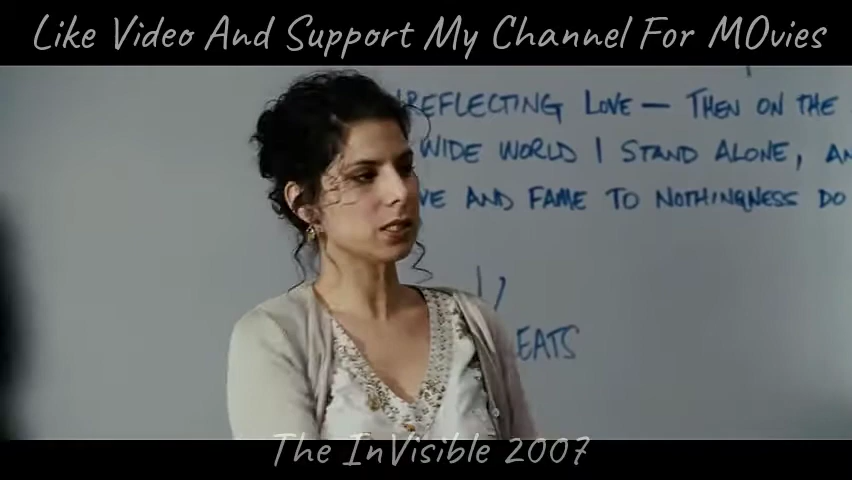 Like Video And Support My Channel For MOvies
REFLECTING LOVE — THEN ON THE
WIDE WORLD I STAND ALONE, AN
VE AND FAME TO NOTHINGNESS DO
EATS
The InVisible 2007